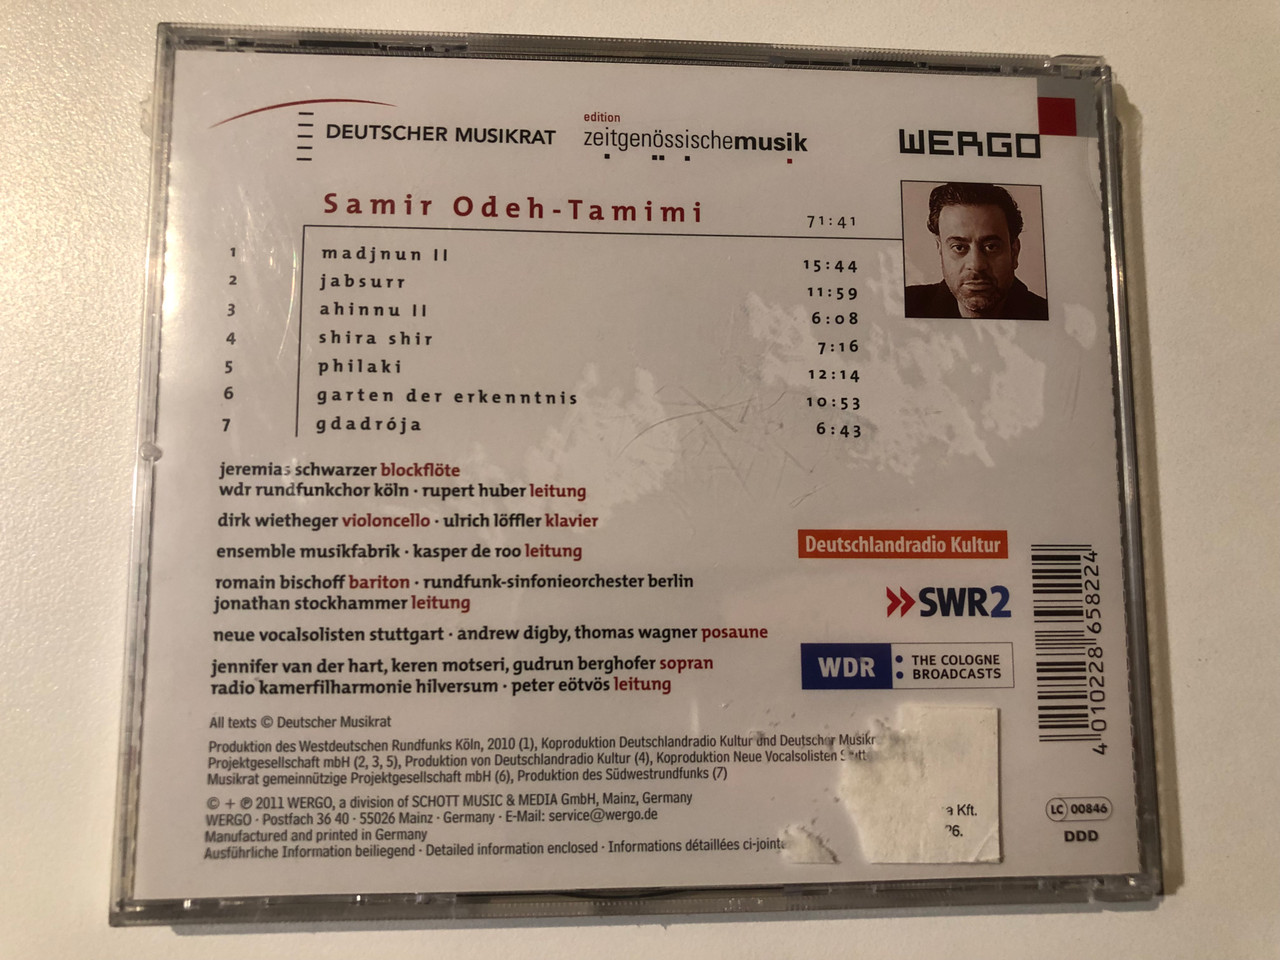 DEUTSCHER MUSIKRAT
edition
zeitgenössischemusik
WERGO
Samir Odeh-Tamimi 71:41
1 madjnun II 15:44
2 jabsurr 11:59
3 ahinnu II 6:08
4 shira shir 7:16
5 philaki 12:14
6 garten der erkenntnis 10:53
7 gdadrója 6:43
jeremias schwarzer blockflöte
wdr rundfunkchor köln · rupert huber leitung
dirk wietheger violoncello · ulrich löffler klavier
ensemble musikfabrik · kasper de roo leitung
romain bischoff bariton · rundfunk-sinfonieorchester berlin
jonathan stockhammer leitung
neue vocalsolisten stuttgart · andrew digby, thomas wagner posaune
jennifer van der hart, keren motseri, gudrun berghofer sopran
radio kamerfilharmonie hilversum · peter eötvös leitung
Deutschlandradio Kultur
SWR2
WDR: THE COLOGNE
BROADCASTS
4 010228 658224
All texts © Deutscher Musikrat
Produktion des Westdeutschen Rundfunks Köln, 2010 (1), Koproduktion Deutschlandradio Kultur und Deutscher Musikr
Projektgesellschaft mbH (2, 3, 5), Produktion von Deutschlandradio Kultur (4), Koproduktion Neue Vocalsolisten
Musikrat gemeinnützige Projektgesellschaft mbH (6), Produktion des Südwestrundfunks (7)
© + ℗ 2011 WERGO, a division of SCHOTT MUSIC & MEDIA GmbH, Mainz, Germany
WERGO · Postfach 36 40 · 55026 Mainz · Germany · E-Mail: service@wergo.de
Manufactured and printed in Germany
Ausführliche Information beiliegend · Detailed information enclosed · Informations détaillées ci-joint
a Kft.
26.
LC 00846
DDD